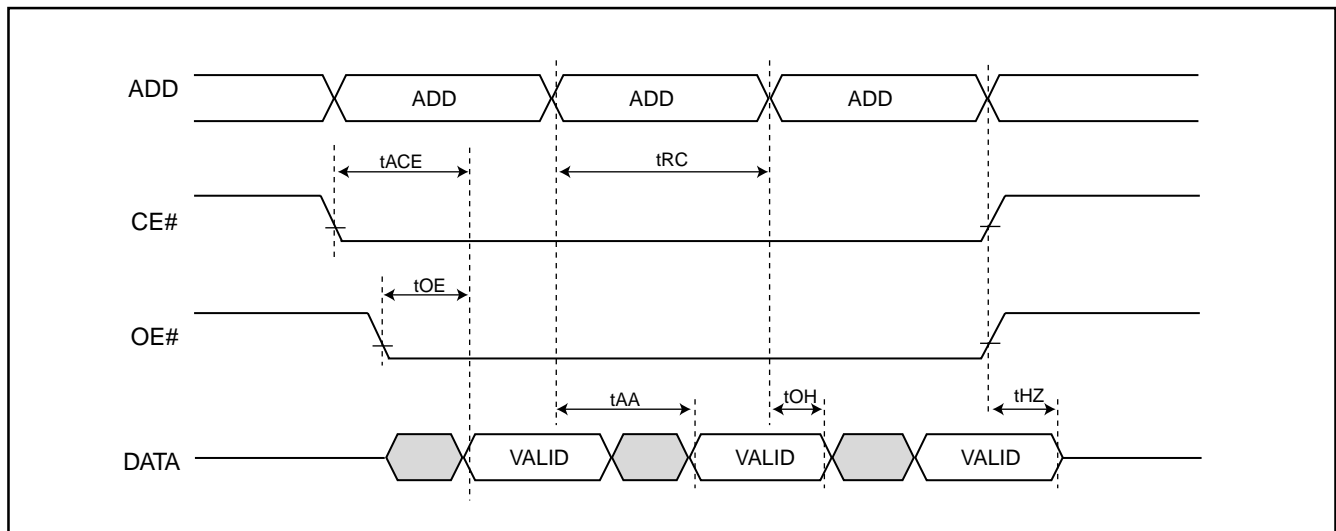 ADD ADD ADD ADD
tACE tRC
CE#
tOE
OE#
tAA tOH tHZ
DATA VALID VALID VALID